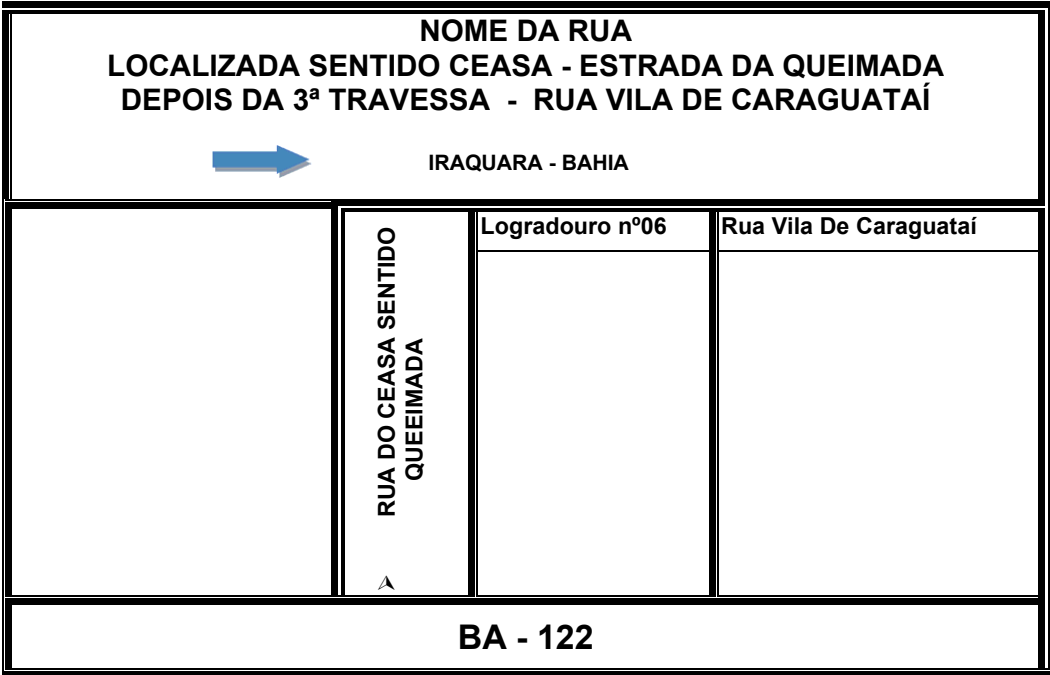 NOME DA RUA
LOCALIZADA SENTIDO CEASA - ESTRADA DA QUEIMADA
DEPOIS DA 3ª TRAVESSA - RUA VILA DE CARAGUATAÍ
IRAQUARA - BAHIA
RUA DO CEASA SENTIDO
QUEEIMADA
Logradouro nº06
Rua Vila De Caraguataí
BA - 122